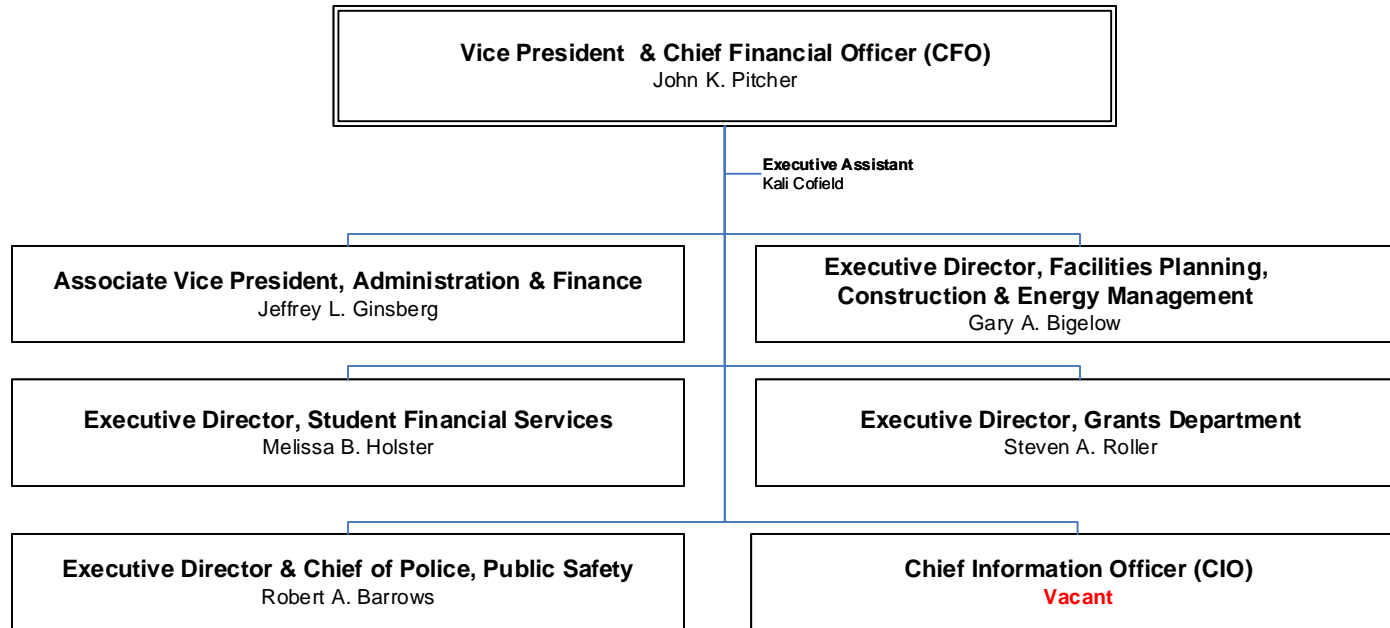 Vice President & Chief Financial Officer (CFO)
John K. Pitcher
Executive Assistant
Kali Cofield
Associate Vice President, Administration & Finance
Jeffrey L. Ginsberg
Executive Director, Facilities Planning,
Construction & Energy Management
Gary A. Bigelow
Executive Director, Student Financial Services
Melissa B. Holster
Executive Director, Grants Department
Steven A. Roller
Executive Director & Chief of Police, Public Safety
Robert A. Barrows
Chief Information Officer (CIO)
Vacant